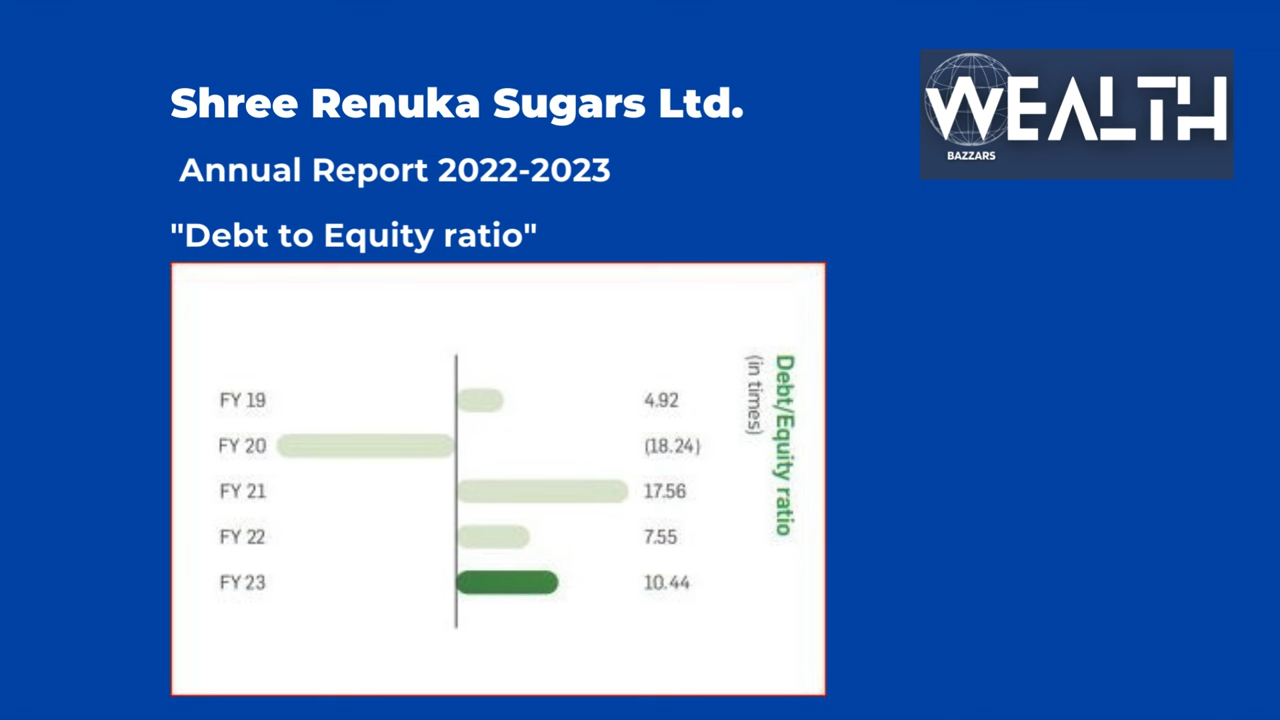 Shree Renuka Sugars Ltd.
Annual Report 2022-2023
"Debt to Equity ratio"
WEALTH
BAZZARS
Debt/Equity ratio
(in times)
FY 19 4.92
FY 20 (18.24)
FY 21 17.56
FY 22 7.55
FY 23 10.44